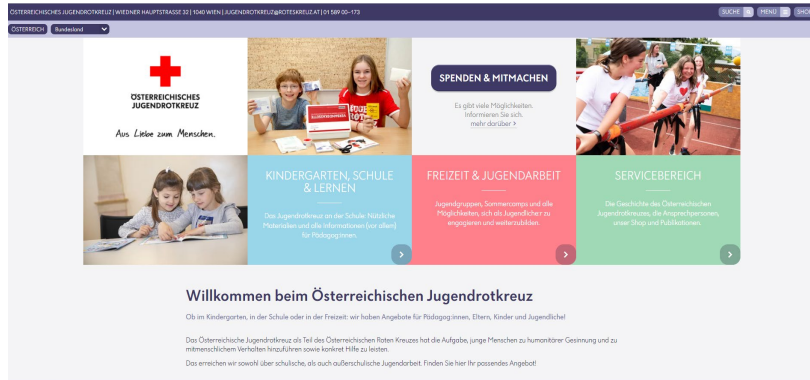 ÖSTERREICHISCHES JUGENDROTKREUZ | WIEDNER HAUPTSTRASSE 32 | 1040 WIEN | JUGENDROTKREUZ@ROTESKREUZ.AT | 01 589 00-173
SUCHE MENÜ SHOP
ÖSTERREICH Bundesland
ÖSTERREICHISCHES
JUGENDROTKREUZ
Aus Liebe zum Menschen.
SPENDEN & MITMACHEN
Es gibt viele Möglichkeiten.
Informieren Sie sich.
mehr darüber >
KINDERGARTEN, SCHULE
& LERNEN
Das Jugendrotkreuz an der Schule: Nützliche
Materialien und alle Informationen (vor allem)
für Pädagog:innen.
FREIZEIT & JUGENDARBEIT
Jugendgruppen, Sommercamps und alle
Möglichkeiten, sich als Jugendliche:r zu
engagieren und weiterzubilden.
SERVICEBEREICH
Die Geschichte des Österreichischen
Jugendrotkreuzes, die Ansprechpersonen,
unser Shop und Publikationen.
Willkommen beim Österreichischen Jugendrotkreuz
Ob im Kindergarten, in der Schule oder in der Freizeit: wir haben Angebote für Pädagog:innen, Eltern, Kinder und Jugendliche!
Das Österreichische Jugendrotkreuz als Teil des Österreichischen Roten Kreuzes hat die Aufgabe, junge Menschen zu humanitärer Gesinnung und zu
mitmenschlichem Verhalten hinzuführen sowie konkret Hilfe zu leisten.
Das erreichen wir sowohl über schulische, als auch außerschulische Jugendarbeit. Finden Sie hier Ihr passendes Angebot!